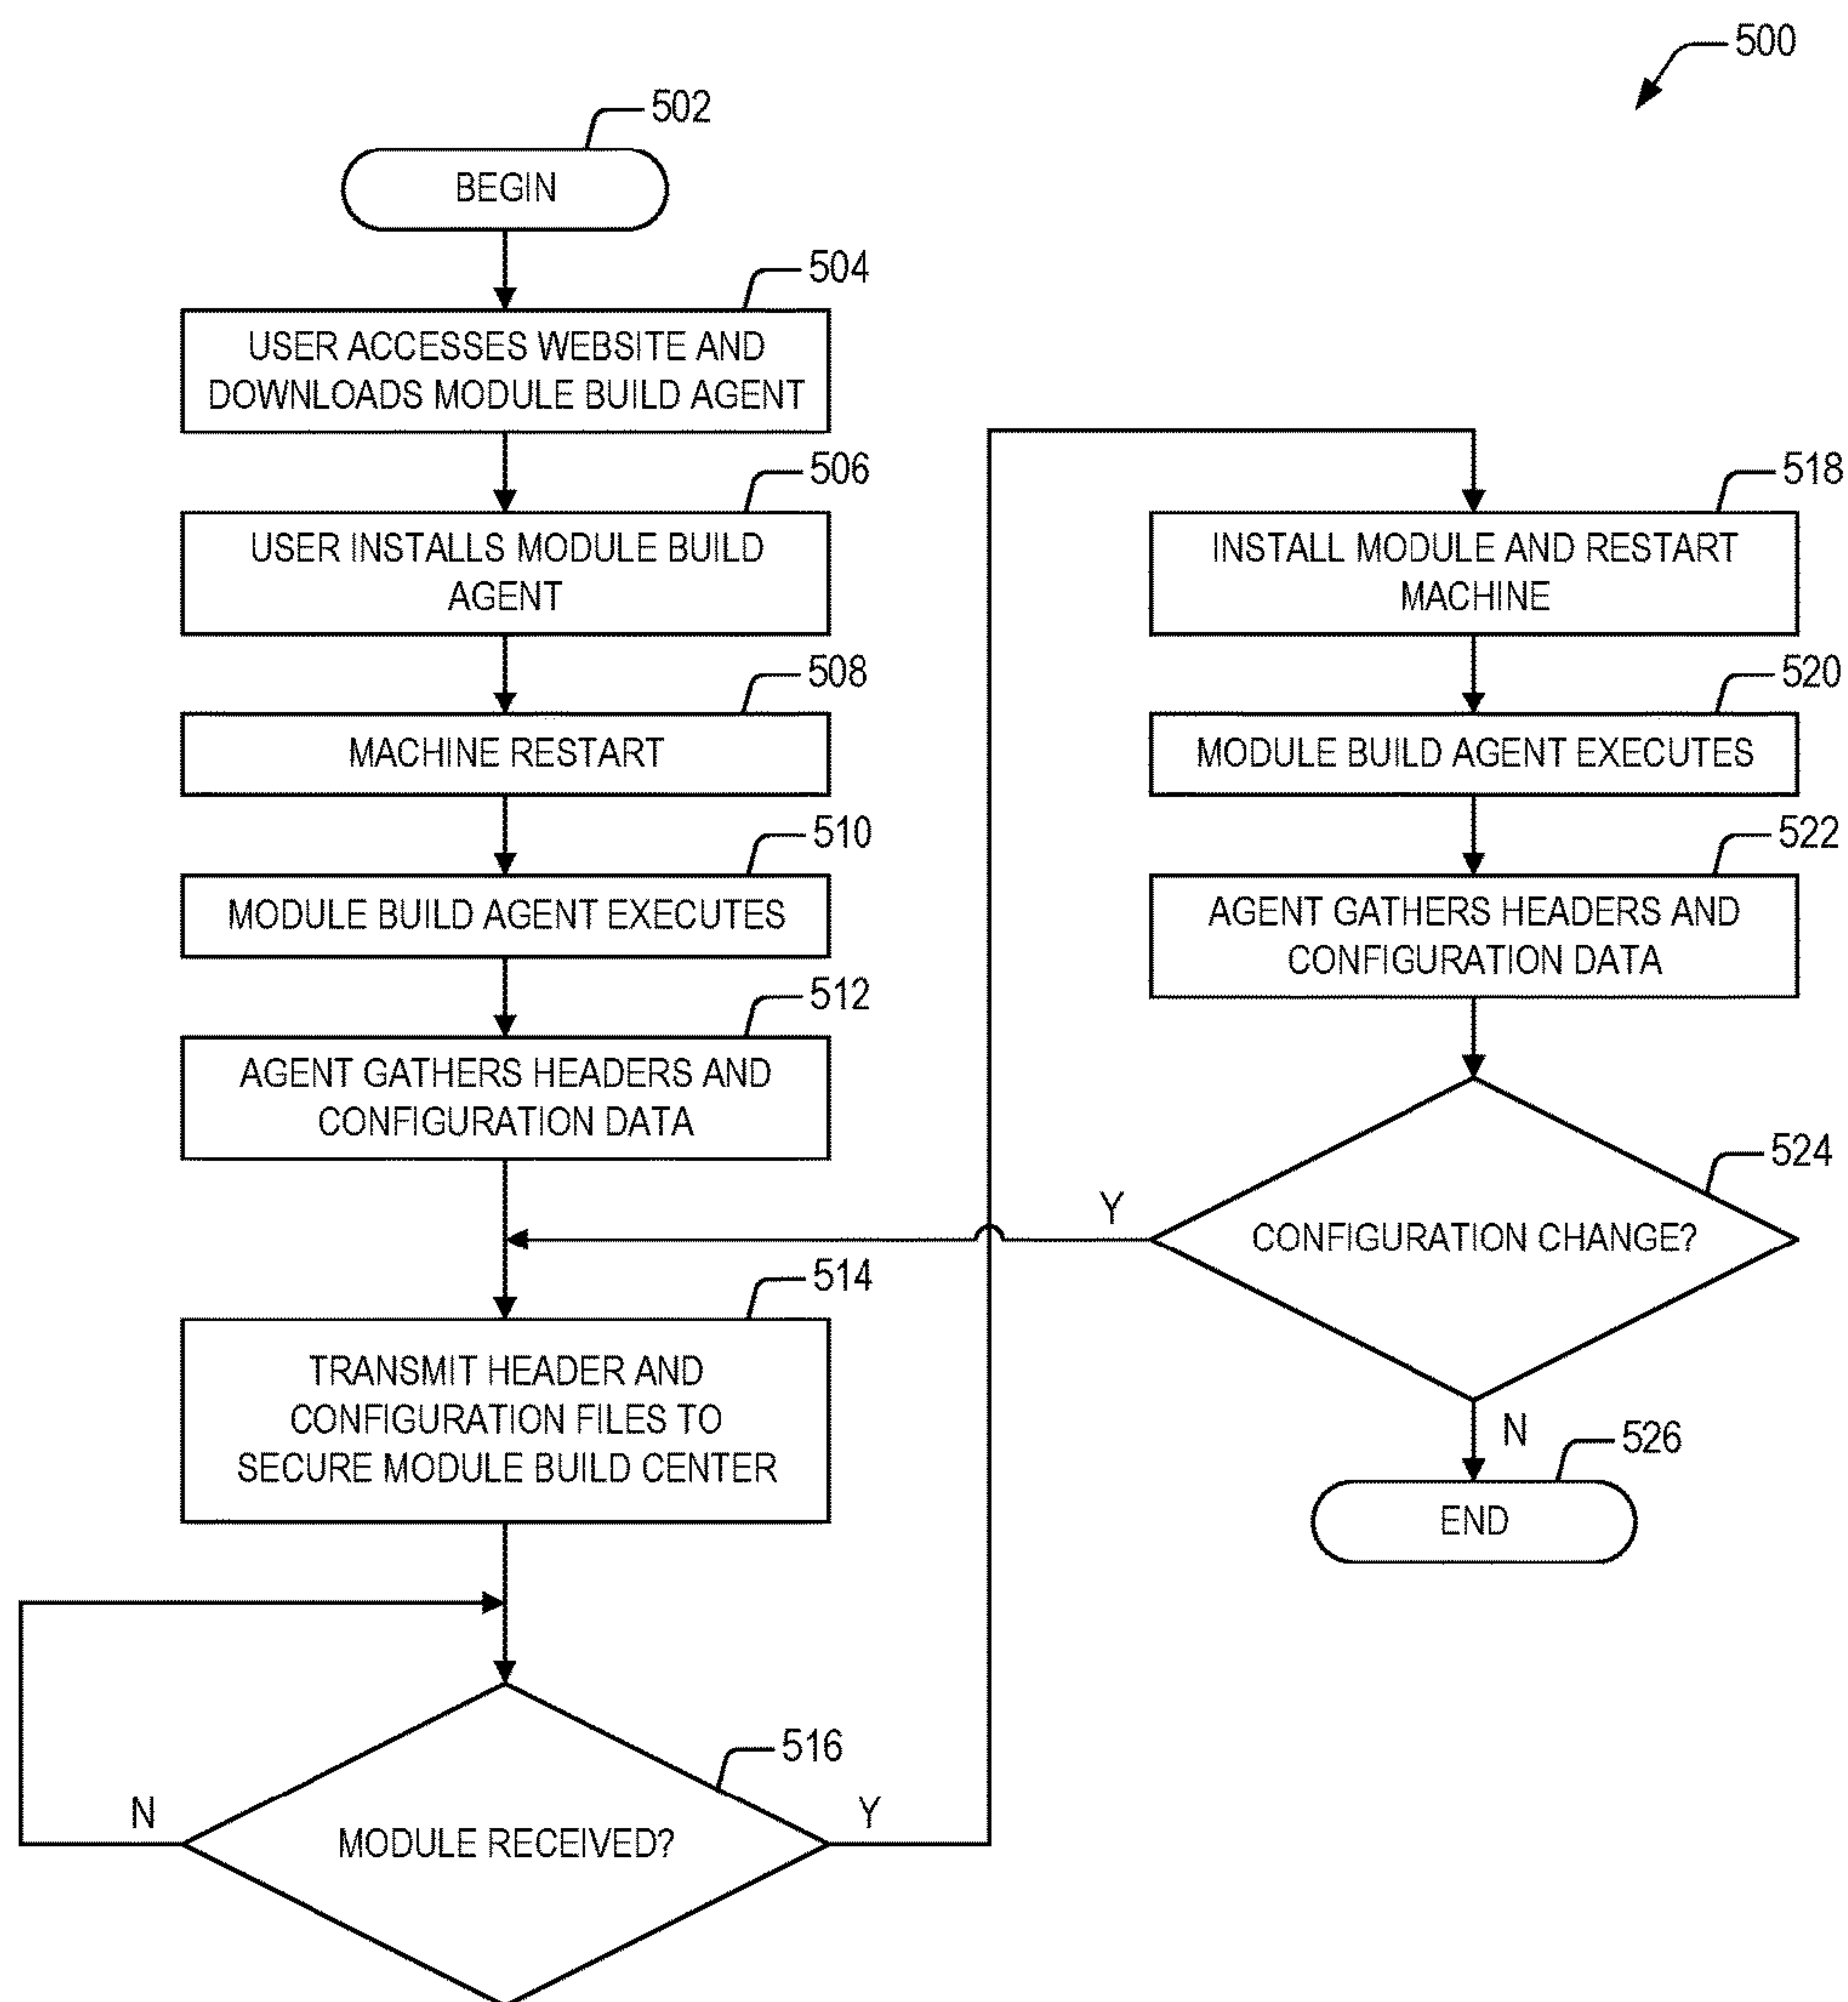 500
502
BEGIN
504
USER ACCESSES WEBSITE AND
DOWNLOADS MODULE BUILD AGENT
506
USER INSTALLS MODULE BUILD
AGENT
508
MACHINE RESTART
510
MODULE BUILD AGENT EXECUTES
512
AGENT GATHERS HEADERS AND
CONFIGURATION DATA
514
TRANSMIT HEADER AND
CONFIGURATION FILES TO
SECURE MODULE BUILD CENTER
516
N
MODULE RECEIVED?
Y
518
INSTALL MODULE AND RESTART
MACHINE
520
MODULE BUILD AGENT EXECUTES
522
AGENT GATHERS HEADERS AND
CONFIGURATION DATA
524
Y
CONFIGURATION CHANGE?
N
526
END